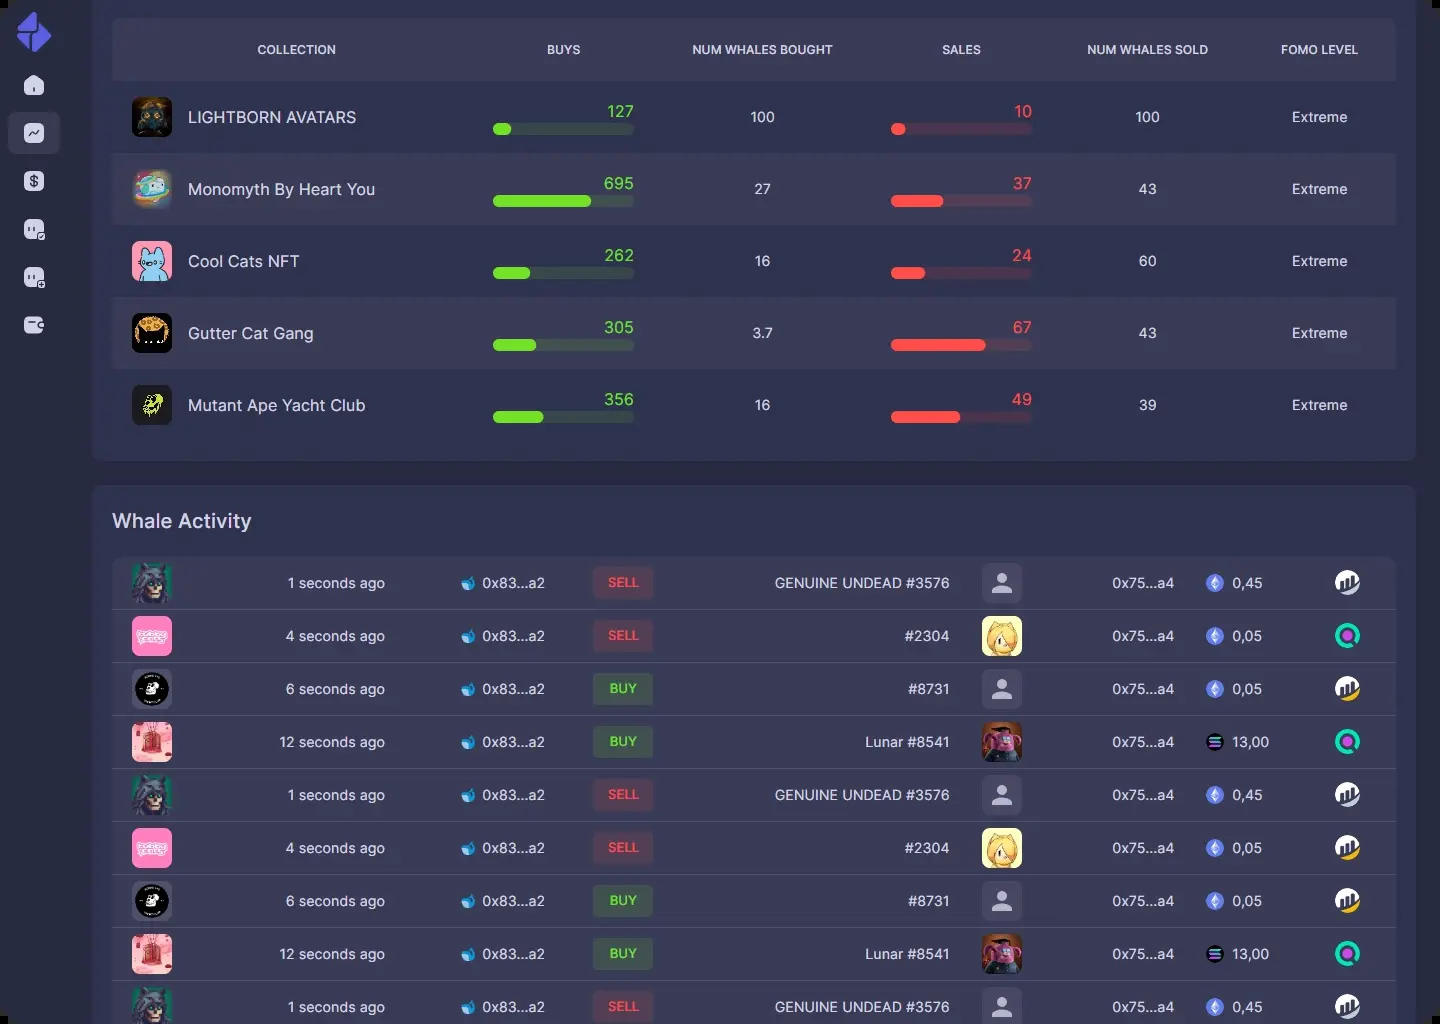 COLLECTION BUYS NUM WHALES BOUGHT SALES NUM WHALES SOLD FOMO LEVEL
LIGHTBORN AVATARS 127 100 10 100 Extreme
Monomyth By Heart You 695 27 37 43 Extreme
Cool Cats NFT 262 16 24 60 Extreme
Gutter Cat Gang 305 3.7 67 43 Extreme
Mutant Ape Yacht Club 356 16 49 39 Extreme
Whale Activity
1 seconds ago 0x83...a2 SELL GENUINE UNDEAD #3576 0x75...a4 0,45
4 seconds ago 0x83...a2 SELL #2304 0x75...a4 0,05
6 seconds ago 0x83...a2 BUY #8731 0x75...a4 0,05
12 seconds ago 0x83...a2 BUY Lunar #8541 0x75...a4 13,00
1 seconds ago 0x83...a2 SELL GENUINE UNDEAD #3576 0x75...a4 0,45
4 seconds ago 0x83...a2 SELL #2304 0x75...a4 0,05
6 seconds ago 0x83...a2 BUY #8731 0x75...a4 0,05
12 seconds ago 0x83...a2 BUY Lunar #8541 0x75...a4 13,00
1 seconds ago 0x83...a2 SELL GENUINE UNDEAD #3576 0x75...a4 0,45